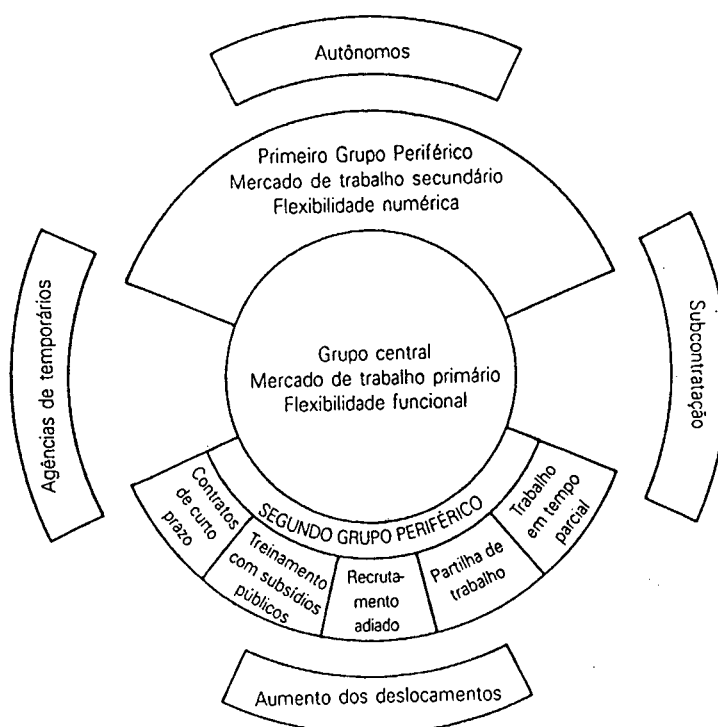 Autônomos
Primeiro Grupo Periférico
Mercado de trabalho secundário
Flexibilidade numérica
Agências de temporários
Grupo central
Mercado de trabalho primário
Flexibilidade funcional
Subcontratação
SEGUNDO GRUPO PERIFÉRICO
Contratos
de curto
prazo
Treinamento
com subsídios
públicos
Recruta-
mento
adiado
Partilha de
trabalho
Trabalho
em tempo
parcial
Aumento dos deslocamentos